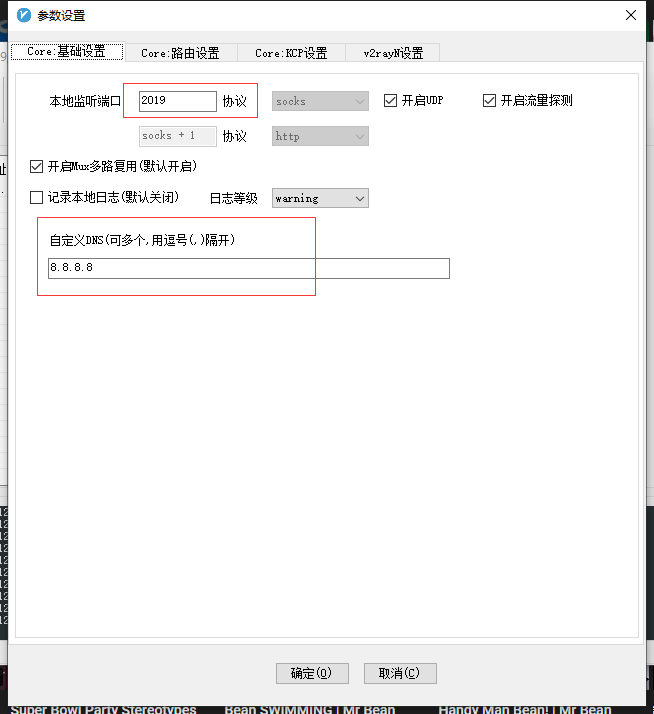 参数设置
Core:基础设置 Core:路由设置 Core:KCP设置 v2rayN设置
本地监听端口 2019 协议 socks 开启UDP 开启流量探测
socks + 1 协议 http
开启Mux多路复用(默认开启)
记录本地日志(默认关闭) 日志等级 warning
自定义DNS(可多个,用逗号(,)隔开)
8.8.8.8
确定(O) 取消(C)
Super Bowl Party Stereotypes Bean SWIMMING | Mr Bean Handy Man Bean! | Mr Bean